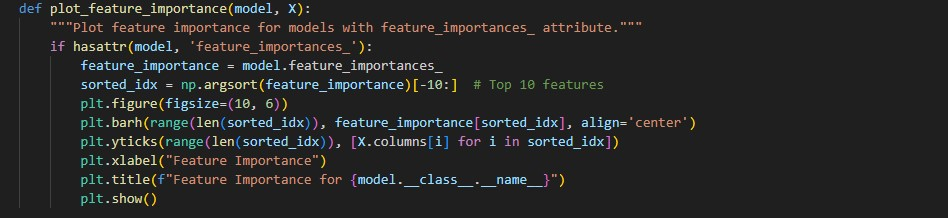 def plot_feature_importance(model, X):
    """Plot feature importance for models with feature_importances_ attribute."""
    if hasattr(model, 'feature_importances_'):
        feature_importance = model.feature_importances_
        sorted_idx = np.argsort(feature_importance)[-10:]  # Top 10 features
        plt.figure(figsize=(10, 6))
        plt.barh(range(len(sorted_idx)), feature_importance[sorted_idx], align='center')
        plt.yticks(range(len(sorted_idx)), [X.columns[i] for i in sorted_idx])
        plt.xlabel("Feature Importance")
        plt.title(f"Feature Importance for {model.__class__.__name__}")
        plt.show()